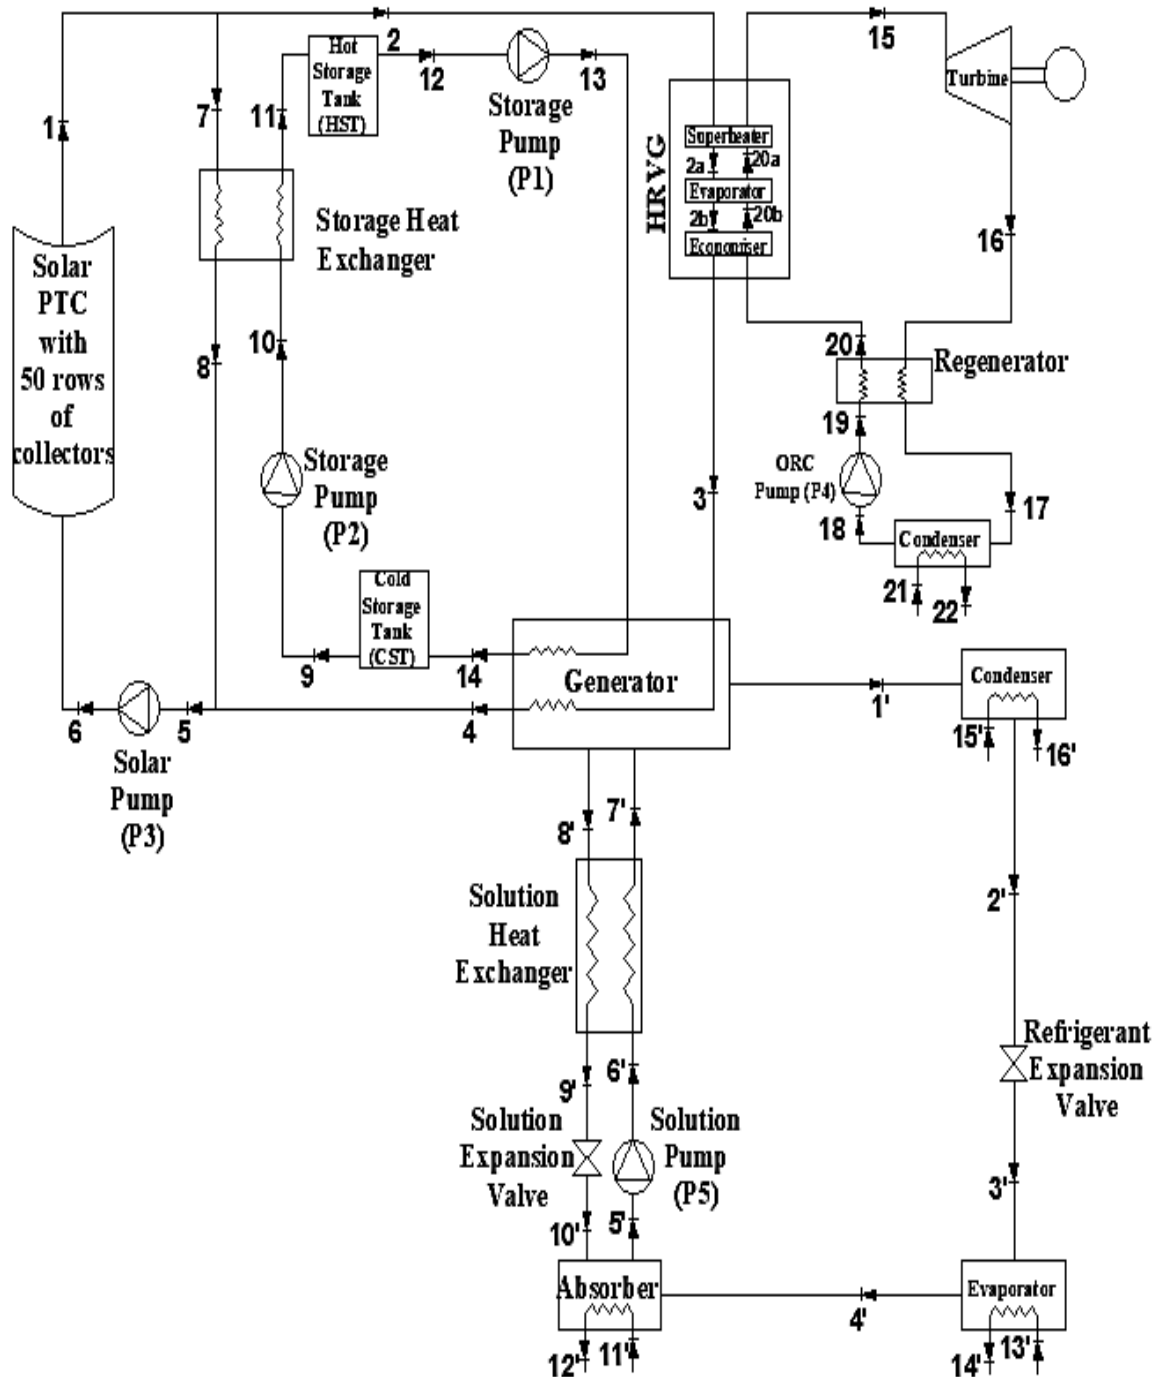 1
2
Hot
Storage
Tank
(HST)
12
13
Storage
Pump
(P1)
7
11
Storage Heat
Exchanger
Solar
PTC
with
50 rows
of
collectors
8
10
Storage
Pump
(P2)
Cold
Storage
Tank
(CST)
9
14
6
5
4
Solar
Pump
(P3)
HRVG
Superheater
2a
20a
Evaporator
2b
20b
Economiser
15
Turbine
16
20
Regenerator
19
ORC
Pump (P4)
18
17
Condenser
21
22
3
Generator
1'
Condenser
15'
16'
8'
7'
2'
Solution
Heat
Exchanger
9'
6'
Refrigerant
Expansion
Valve
Solution
Expansion
Valve
Solution
Pump
(P5)
10'
5'
3'
Absorber
12'
11'
4'
Evaporator
14'
13'